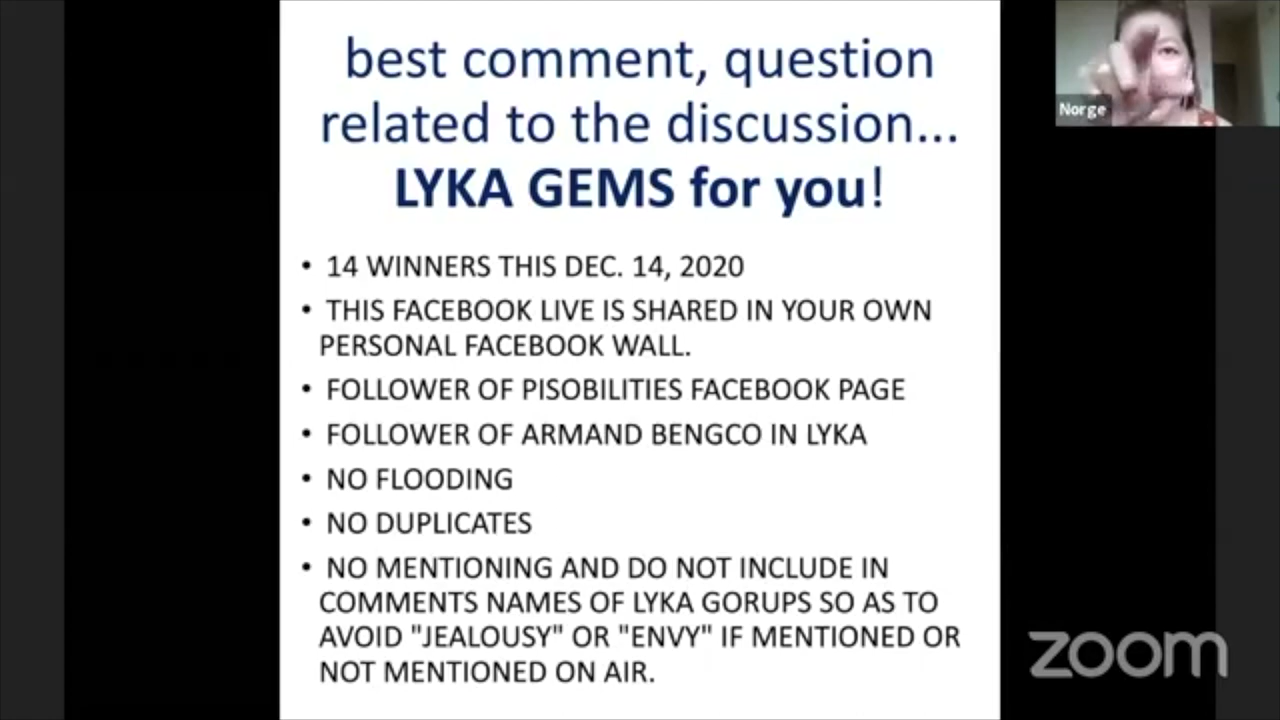 best comment, question
related to the discussion...
LYKA GEMS for you!
• 14 WINNERS THIS DEC. 14, 2020
• THIS FACEBOOK LIVE IS SHARED IN YOUR OWN
PERSONAL FACEBOOK WALL.
• FOLLOWER OF PISOBILITIES FACEBOOK PAGE
• FOLLOWER OF ARMAND BENGCO IN LYKA
• NO FLOODING
• NO DUPLICATES
• NO MENTIONING AND DO NOT INCLUDE IN
COMMENTS NAMES OF LYKA GORUPS SO AS TO
AVOID "JEALOUSY" OR "ENVY" IF MENTIONED OR
NOT MENTIONED ON AIR.
Norge
zoom